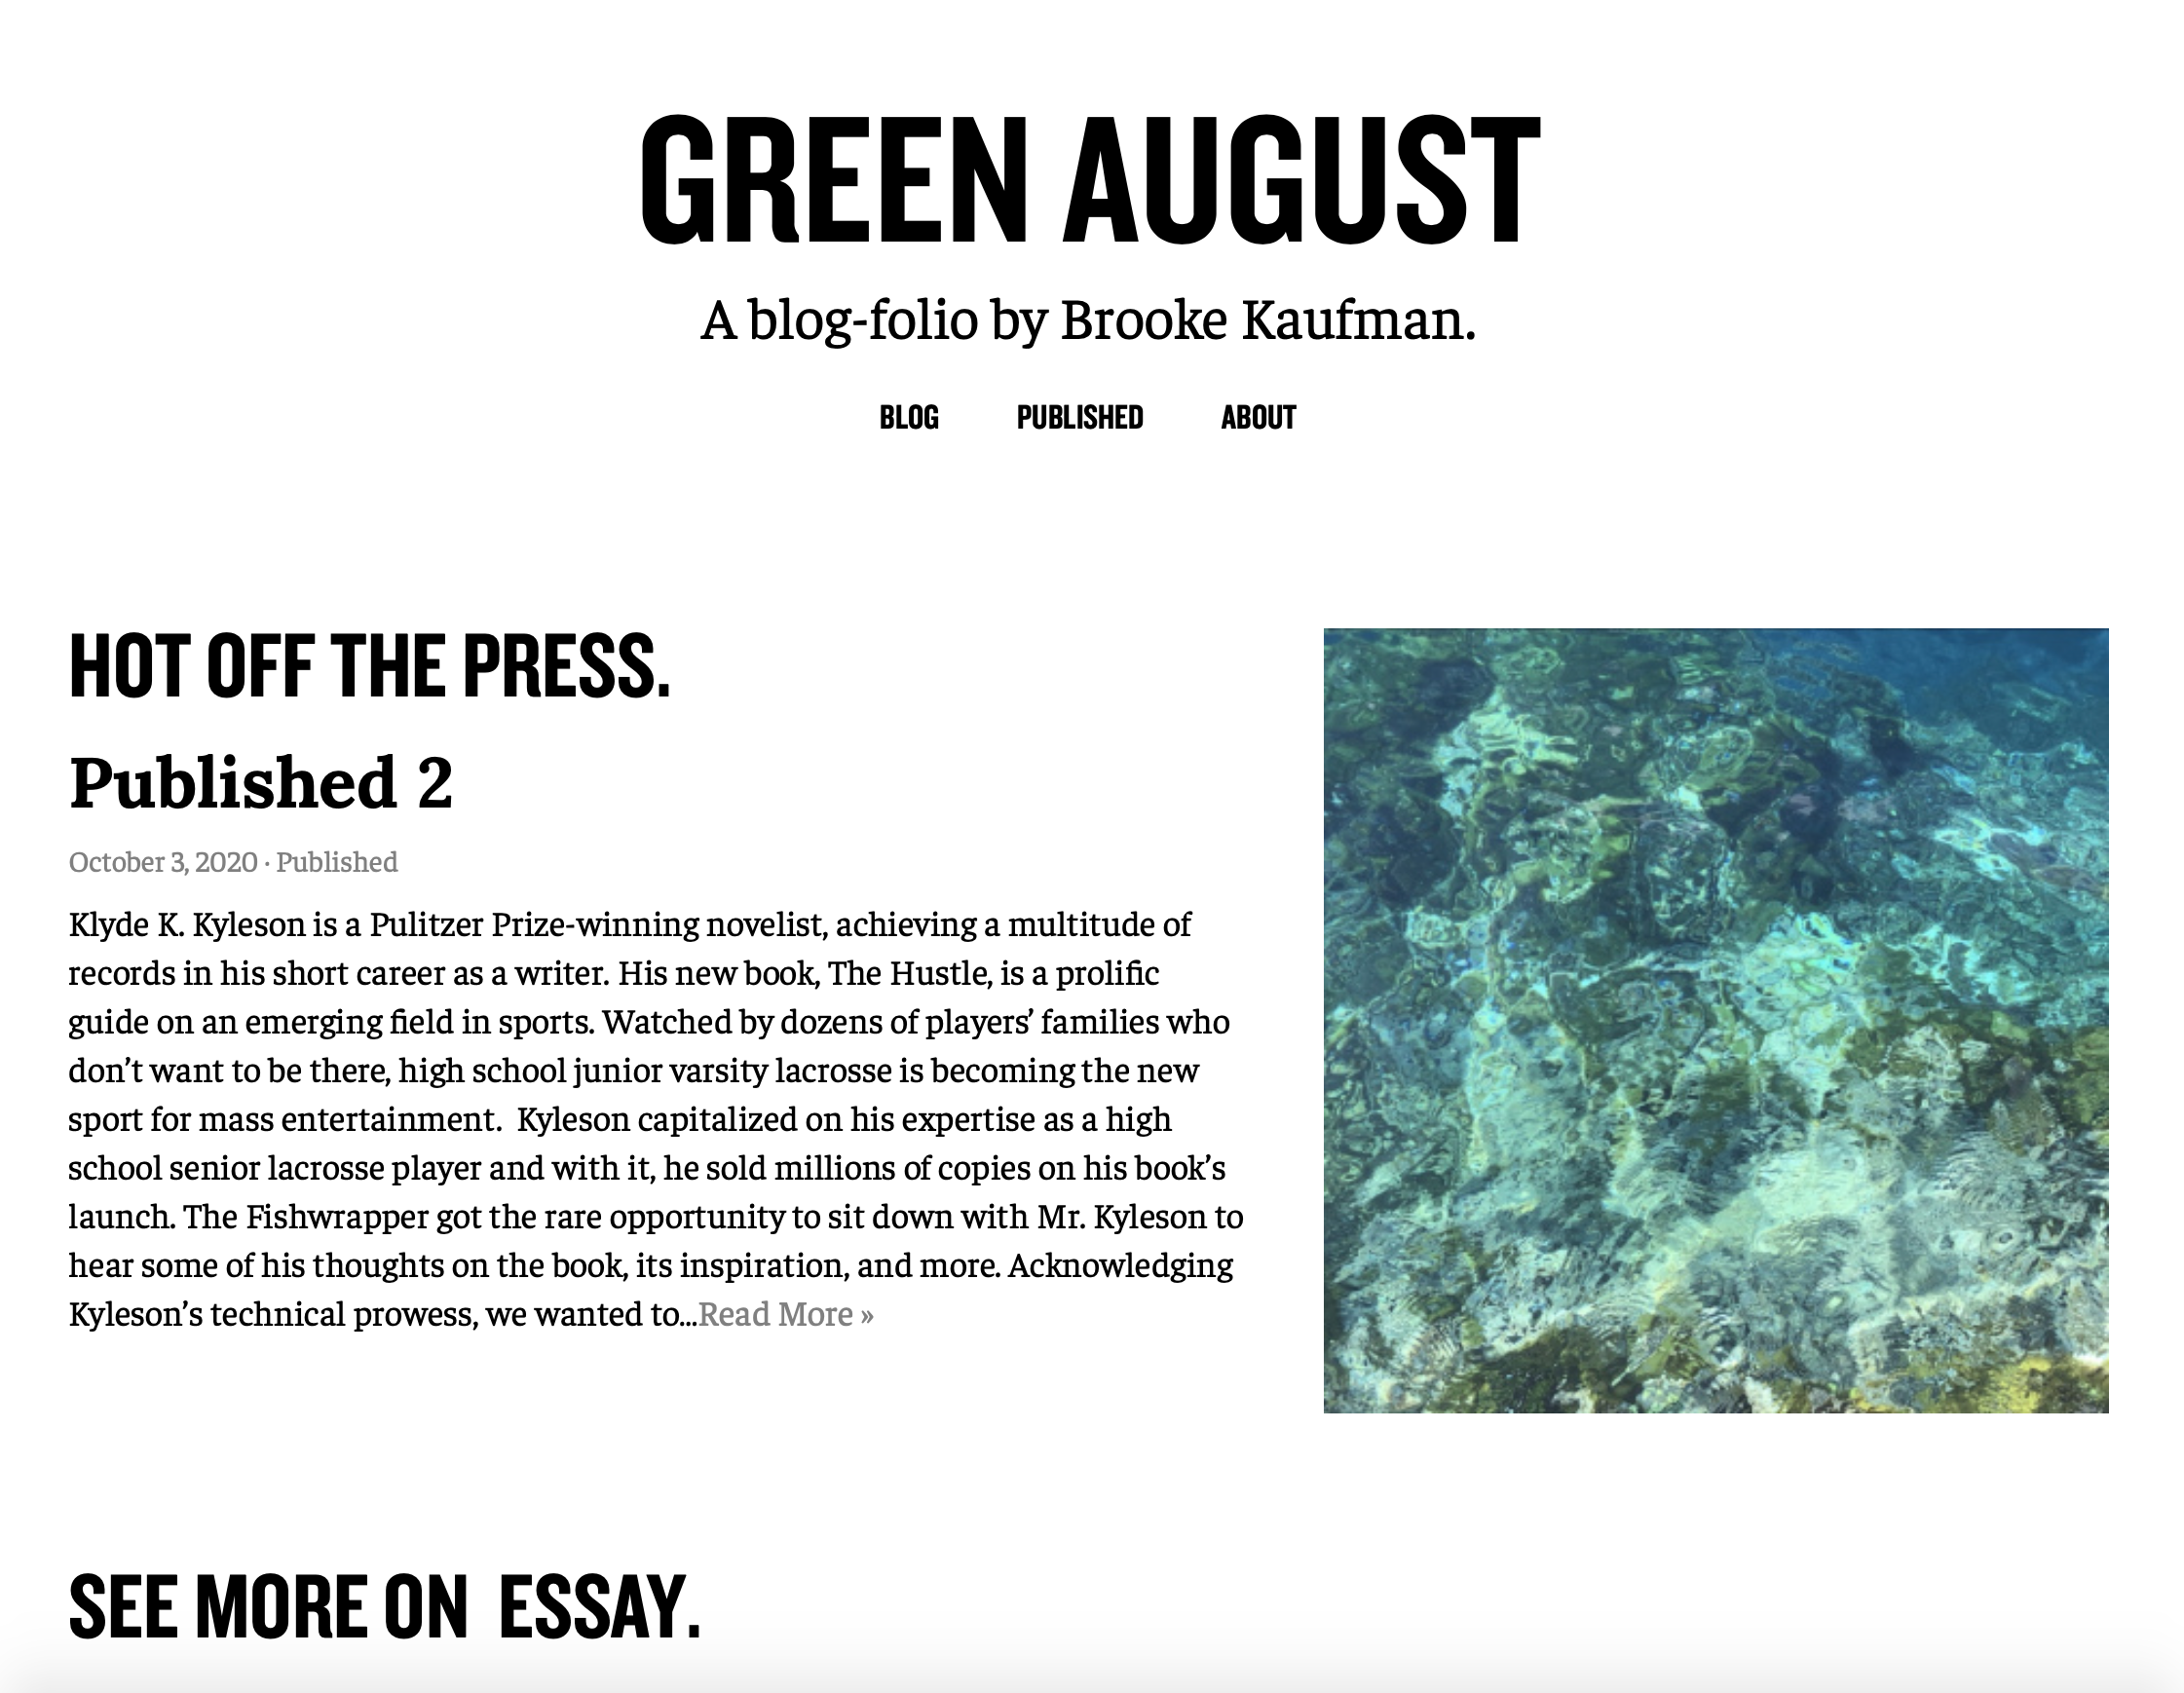 GREEN AUGUST
A blog-folio by Brooke Kaufman.
BLOG PUBLISHED ABOUT
HOT OFF THE PRESS.
Published 2
October 3, 2020 · Published
Klyde K. Kyleson is a Pulitzer Prize-winning novelist, achieving a multitude of
records in his short career as a writer. His new book, The Hustle, is a prolific
guide on an emerging field in sports. Watched by dozens of players’ families who
don’t want to be there, high school junior varsity lacrosse is becoming the new
sport for mass entertainment.  Kyleson capitalized on his expertise as a high
school senior lacrosse player and with it, he sold millions of copies on his book’s
launch. The Fishwrapper got the rare opportunity to sit down with Mr. Kyleson to
hear some of his thoughts on the book, its inspiration, and more. Acknowledging
Kyleson’s technical prowess, we wanted to...Read More »
SEE MORE ON  ESSAY.